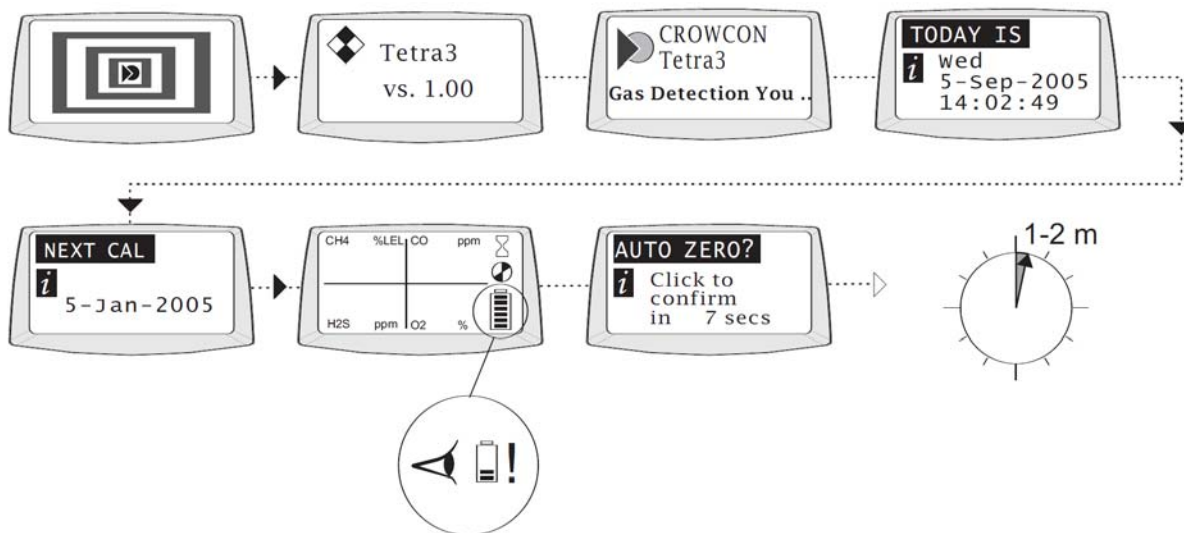 Tetra3
vs. 1.00
CROWCON
Tetra3
Gas Detection You ..
TODAY IS
i Wed
5-Sep-2005
14:02:49
NEXT CAL
i
5-Jan-2005
CH4 %LEL CO ppm
H2S ppm O2 %
AUTO ZERO?
i Click to
confirm
in 7 secs
1-2 m
!